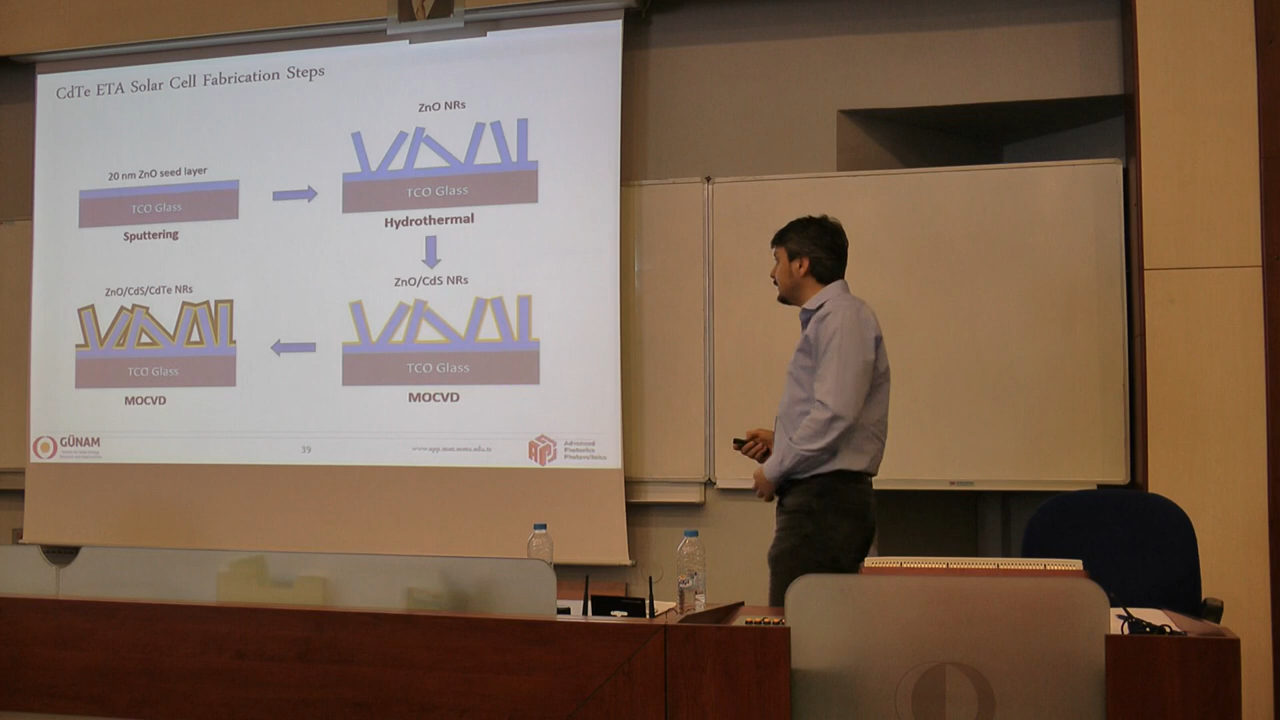 CdTe ETA Solar Cell Fabrication Steps
ZnO NRs
20 nm ZnO seed layer
TCO Glass
TCO Glass
Sputtering
Hydrothermal
ZnO/CdS NRs
ZnO/CdS/CdTe NRs
TCO Glass
TCO Glass
MOCVD
MOCVD
GÜNAM
39
Advanced
Photonics
Photovoltaics